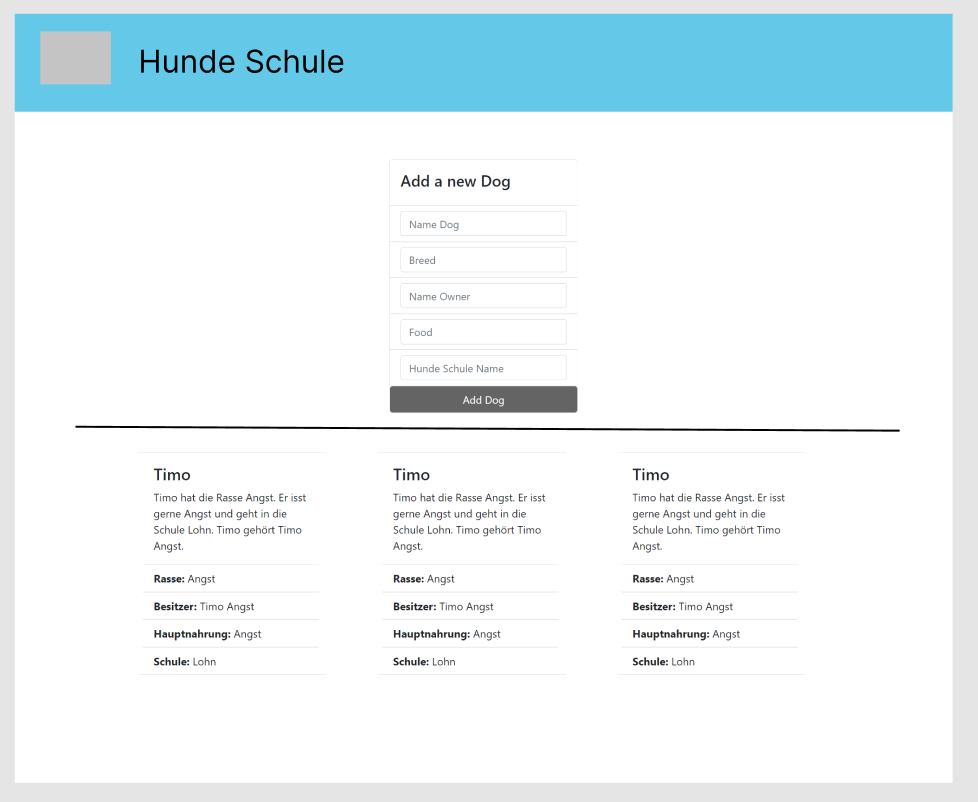 Hunde Schule
Add a new Dog
Name Dog
Breed
Name Owner
Food
Hunde Schule Name
Add Dog
Timo
Timo hat die Rasse Angst. Er isst
gerne Angst und geht in die
Schule Lohn. Timo gehört Timo
Angst.
Rasse: Angst
Besitzer: Timo Angst
Hauptnahrung: Angst
Schule: Lohn
Timo
Timo hat die Rasse Angst. Er isst
gerne Angst und geht in die
Schule Lohn. Timo gehört Timo
Angst.
Rasse: Angst
Besitzer: Timo Angst
Hauptnahrung: Angst
Schule: Lohn
Timo
Timo hat die Rasse Angst. Er isst
gerne Angst und geht in die
Schule Lohn. Timo gehört Timo
Angst.
Rasse: Angst
Besitzer: Timo Angst
Hauptnahrung: Angst
Schule: Lohn